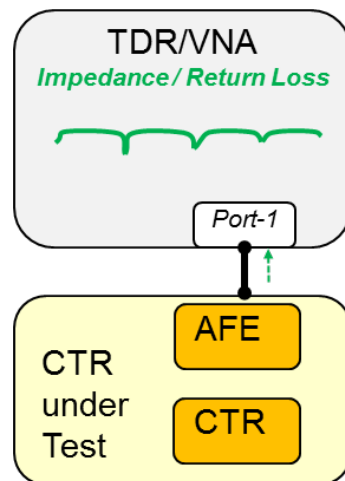 TDR/VNA
Impedance / Return Loss
Port-1
AFE
CTR
under
Test
CTR